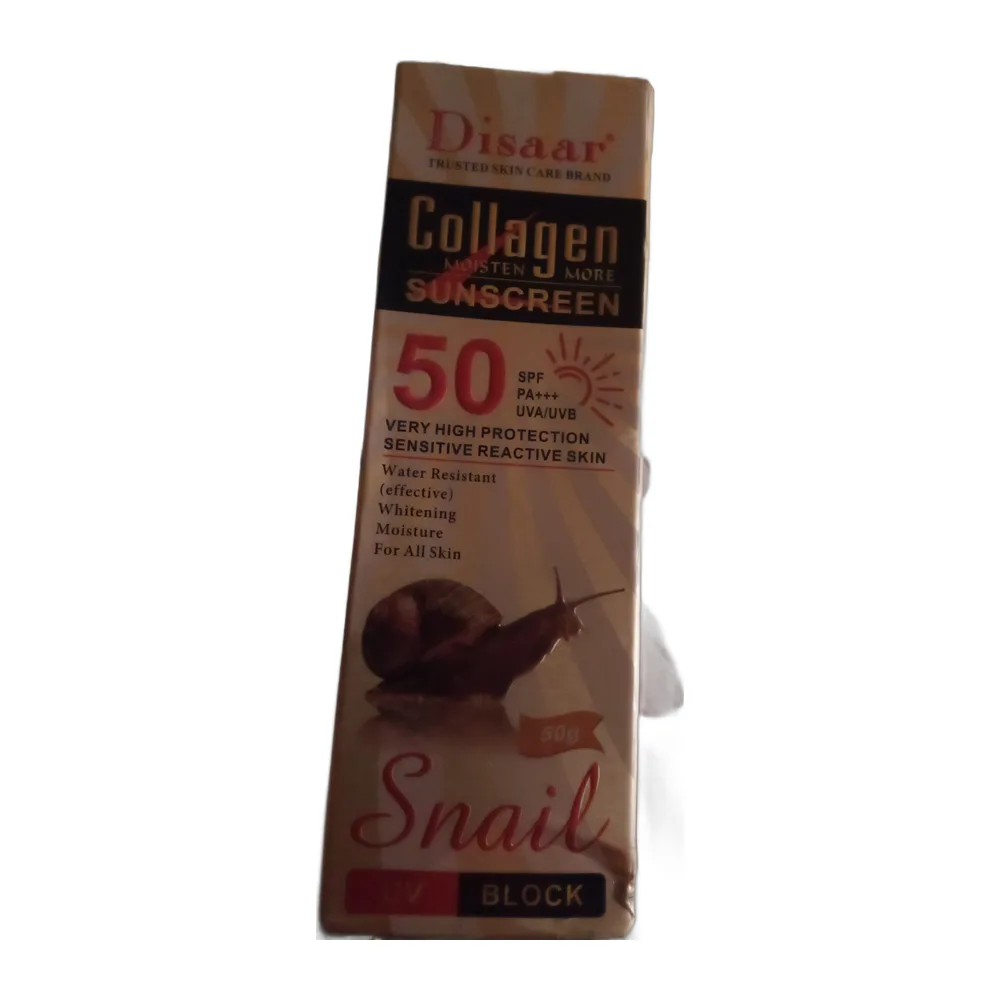 Disaar®
TRUSTED SKIN CARE BRAND
Collagen
MOISTEN MORE
SUNSCREEN
50
SPF
PA+++
UVA/UVB
VERY HIGH PROTECTION
SENSITIVE REACTIVE SKIN
Water Resistant
(effective)
Whitening
Moisture
For All Skin
50g
Snail
UV BLOCK